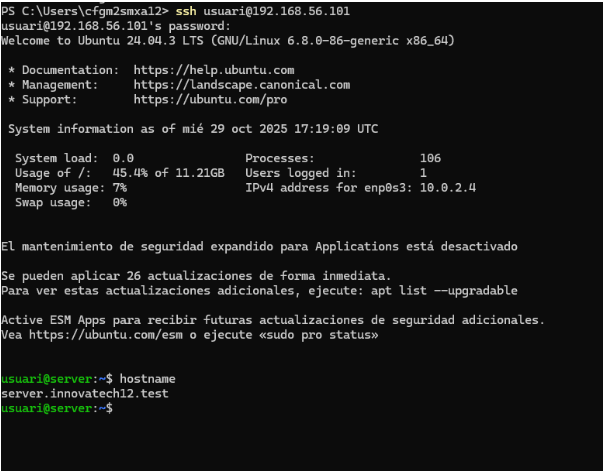 PS C:\Users\cfgm2smxa12> ssh usuari@192.168.56.101
usuari@192.168.56.101's password:
Welcome to Ubuntu 24.04.3 LTS (GNU/Linux 6.8.0-86-generic x86_64)
* Documentation:  https://help.ubuntu.com
* Management:     https://landscape.canonical.com
* Support:        https://ubuntu.com/pro
System information as of mié 29 oct 2025 17:19:09 UTC
System load:  0.0                Processes:               106
Usage of /:   45.4% of 11.21GB   Users logged in:         1
Memory usage: 7%                 IPv4 address for enp0s3: 10.0.2.4
Swap usage:   0%
El mantenimiento de seguridad expandido para Applications está desactivado
Se pueden aplicar 26 actualizaciones de forma inmediata.
Para ver estas actualizaciones adicionales, ejecute: apt list --upgradable
Active ESM Apps para recibir futuras actualizaciones de seguridad adicionales.
Vea https://ubuntu.com/esm o ejecute «sudo pro status»
usuari@server:~$ hostname
server.innovatech12.test
usuari@server:~$